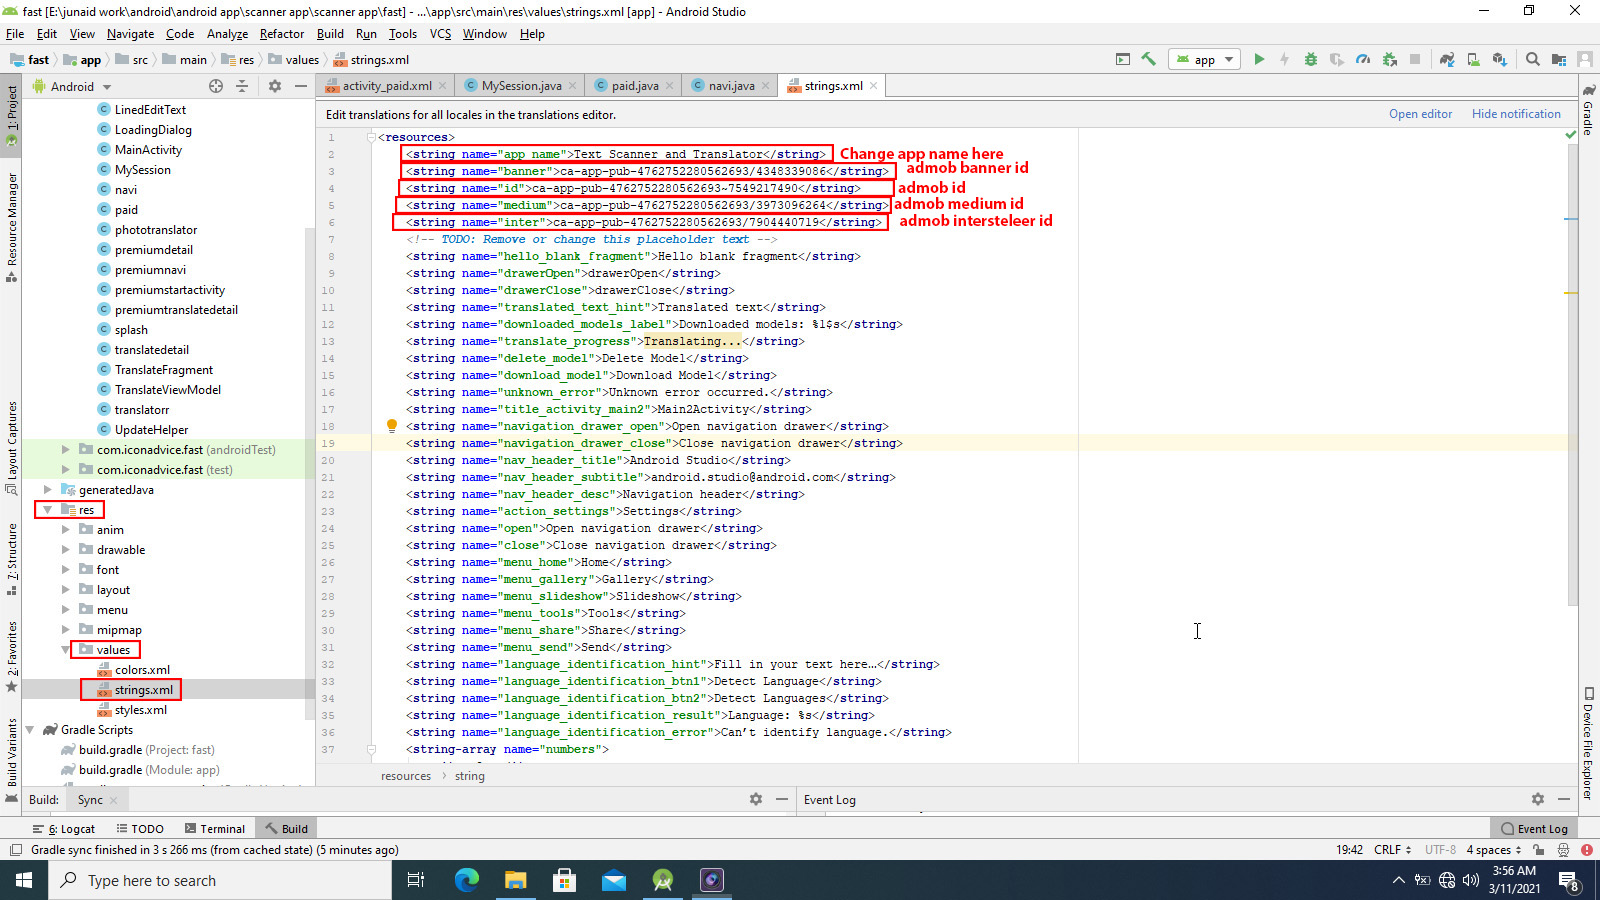 fast [E:\junaid work\android\android app\scanner app\scanner app\fast] - ...\app\src\main\res\values\strings.xml [app] - Android Studio
File Edit View Navigate Code Analyze Refactor Build Run Tools VCS Window Help
fast app src main res values strings.xml
app
Android
activity_paid.xml MySession.java paid.java navi.java strings.xml
Edit translations for all locales in the translations editor.
Open editor Hide notification
1: Project
Resource Manager
Layout Captures
7: Structure
2: Favorites
Build Variants
Gradle
Device File Explorer
LinedEditText
LoadingDialog
MainActivity
MySession
navi
paid
phototranslator
premiumdetail
premiumnavi
premiumstartactivity
premiumtranslatedetail
splash
translatedetail
TranslateFragment
TranslateViewModel
translatorr
UpdateHelper
com.iconadvice.fast (androidTest)
com.iconadvice.fast (test)
generatedJava
res
anim
drawable
font
layout
menu
mipmap
values
colors.xml
strings.xml
styles.xml
Gradle Scripts
build.gradle (Project: fast)
build.gradle (Module: app)
1 <resources>
2 <string name="app_name">Text Scanner and Translator</string> Change app name here
3 <string name="banner">ca-app-pub-4762752280562693/4348339086</string> admob banner id
4 <string name="id">ca-app-pub-4762752280562693~7549217490</string> admob id
5 <string name="medium">ca-app-pub-4762752280562693/3973096264</string> admob medium id
6 <string name="inter">ca-app-pub-4762752280562693/7904440719</string> admob intersteleer id
7 <!-- TODO: Remove or change this placeholder text -->
8 <string name="hello_blank_fragment">Hello blank fragment</string>
9 <string name="drawerOpen">drawerOpen</string>
10 <string name="drawerClose">drawerClose</string>
11 <string name="translated_text_hint">Translated text</string>
12 <string name="downloaded_models_label">Downloaded models: %1$s</string>
13 <string name="translate_progress">Translating...</string>
14 <string name="delete_model">Delete Model</string>
15 <string name="download_model">Download Model</string>
16 <string name="unknown_error">Unknown error occurred.</string>
17 <string name="title_activity_main2">Main2Activity</string>
18 <string name="navigation_drawer_open">Open navigation drawer</string>
19 <string name="navigation_drawer_close">Close navigation drawer</string>
20 <string name="nav_header_title">Android Studio</string>
21 <string name="nav_header_subtitle">android.studio@android.com</string>
22 <string name="nav_header_desc">Navigation header</string>
23 <string name="action_settings">Settings</string>
24 <string name="open">Open navigation drawer</string>
25 <string name="close">Close navigation drawer</string>
26 <string name="menu_home">Home</string>
27 <string name="menu_gallery">Gallery</string>
28 <string name="menu_slideshow">Slideshow</string>
29 <string name="menu_tools">Tools</string>
30 <string name="menu_share">Share</string>
31 <string name="menu_send">Send</string>
32 <string name="language_identification_hint">Fill in your text here…</string>
33 <string name="language_identification_btn1">Detect Language</string>
34 <string name="language_identification_btn2">Detect Languages</string>
35 <string name="language_identification_result">Language: %s</string>
36 <string name="language_identification_error">Can’t identify language.</string>
37 <string-array name="numbers">
resources › string
Build: Sync
Event Log
6: Logcat TODO Terminal Build
Event Log
Gradle sync finished in 3 s 266 ms (from cached state) (5 minutes ago)
19:42 CRLF UTF-8 4 spaces
Type here to search
3:56 AM
3/11/2021
8